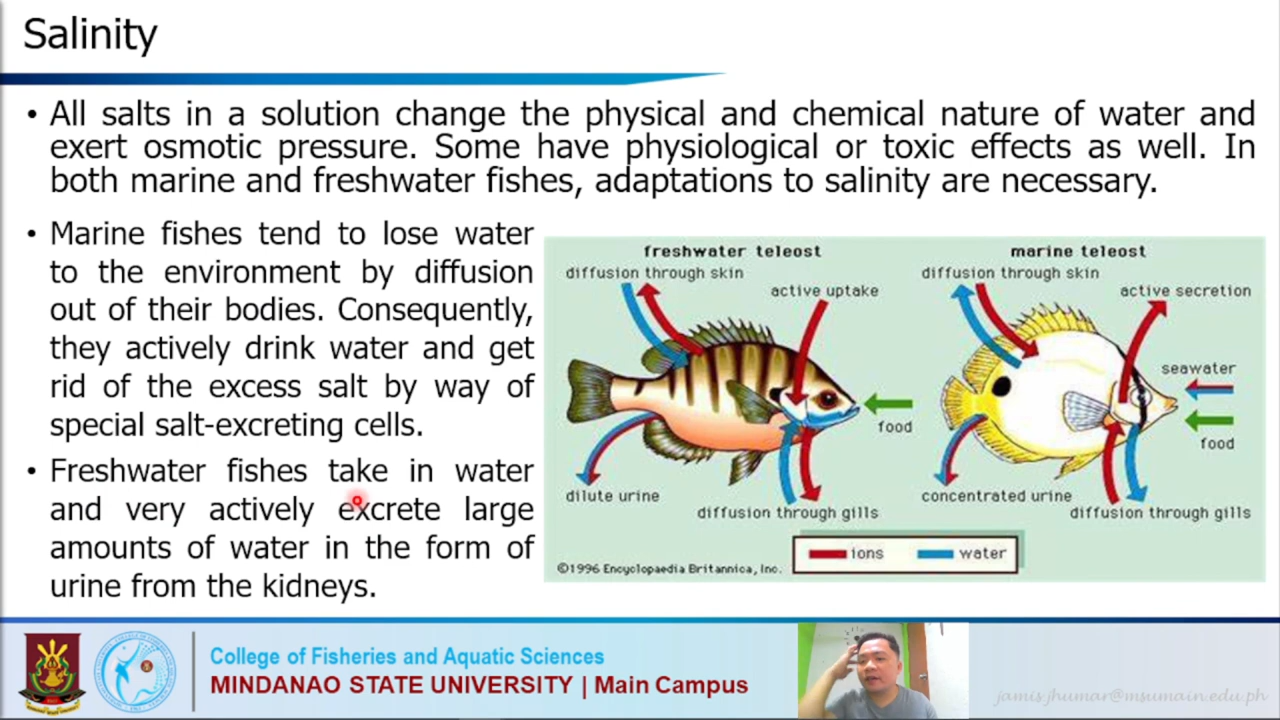 Salinity
• All salts in a solution change the physical and chemical nature of water and
exert osmotic pressure. Some have physiological or toxic effects as well. In
both marine and freshwater fishes, adaptations to salinity are necessary.
• Marine fishes tend to lose water
to the environment by diffusion
out of their bodies. Consequently,
they actively drink water and get
rid of the excess salt by way of
special salt-excreting cells.
• Freshwater fishes take in water
and very actively excrete large
amounts of water in the form of
urine from the kidneys.
freshwater teleost
diffusion through skin
active uptake
food
dilute urine
diffusion through gills
marine teleost
diffusion through skin
active secretion
seawater
food
concentrated urine
diffusion through gills
ions
water
©1996 Encyclopaedia Britannica, Inc.
College of Fisheries and Aquatic Sciences
MINDANAO STATE UNIVERSITY | Main Campus
jamis.jhumar@msumain.edu.ph